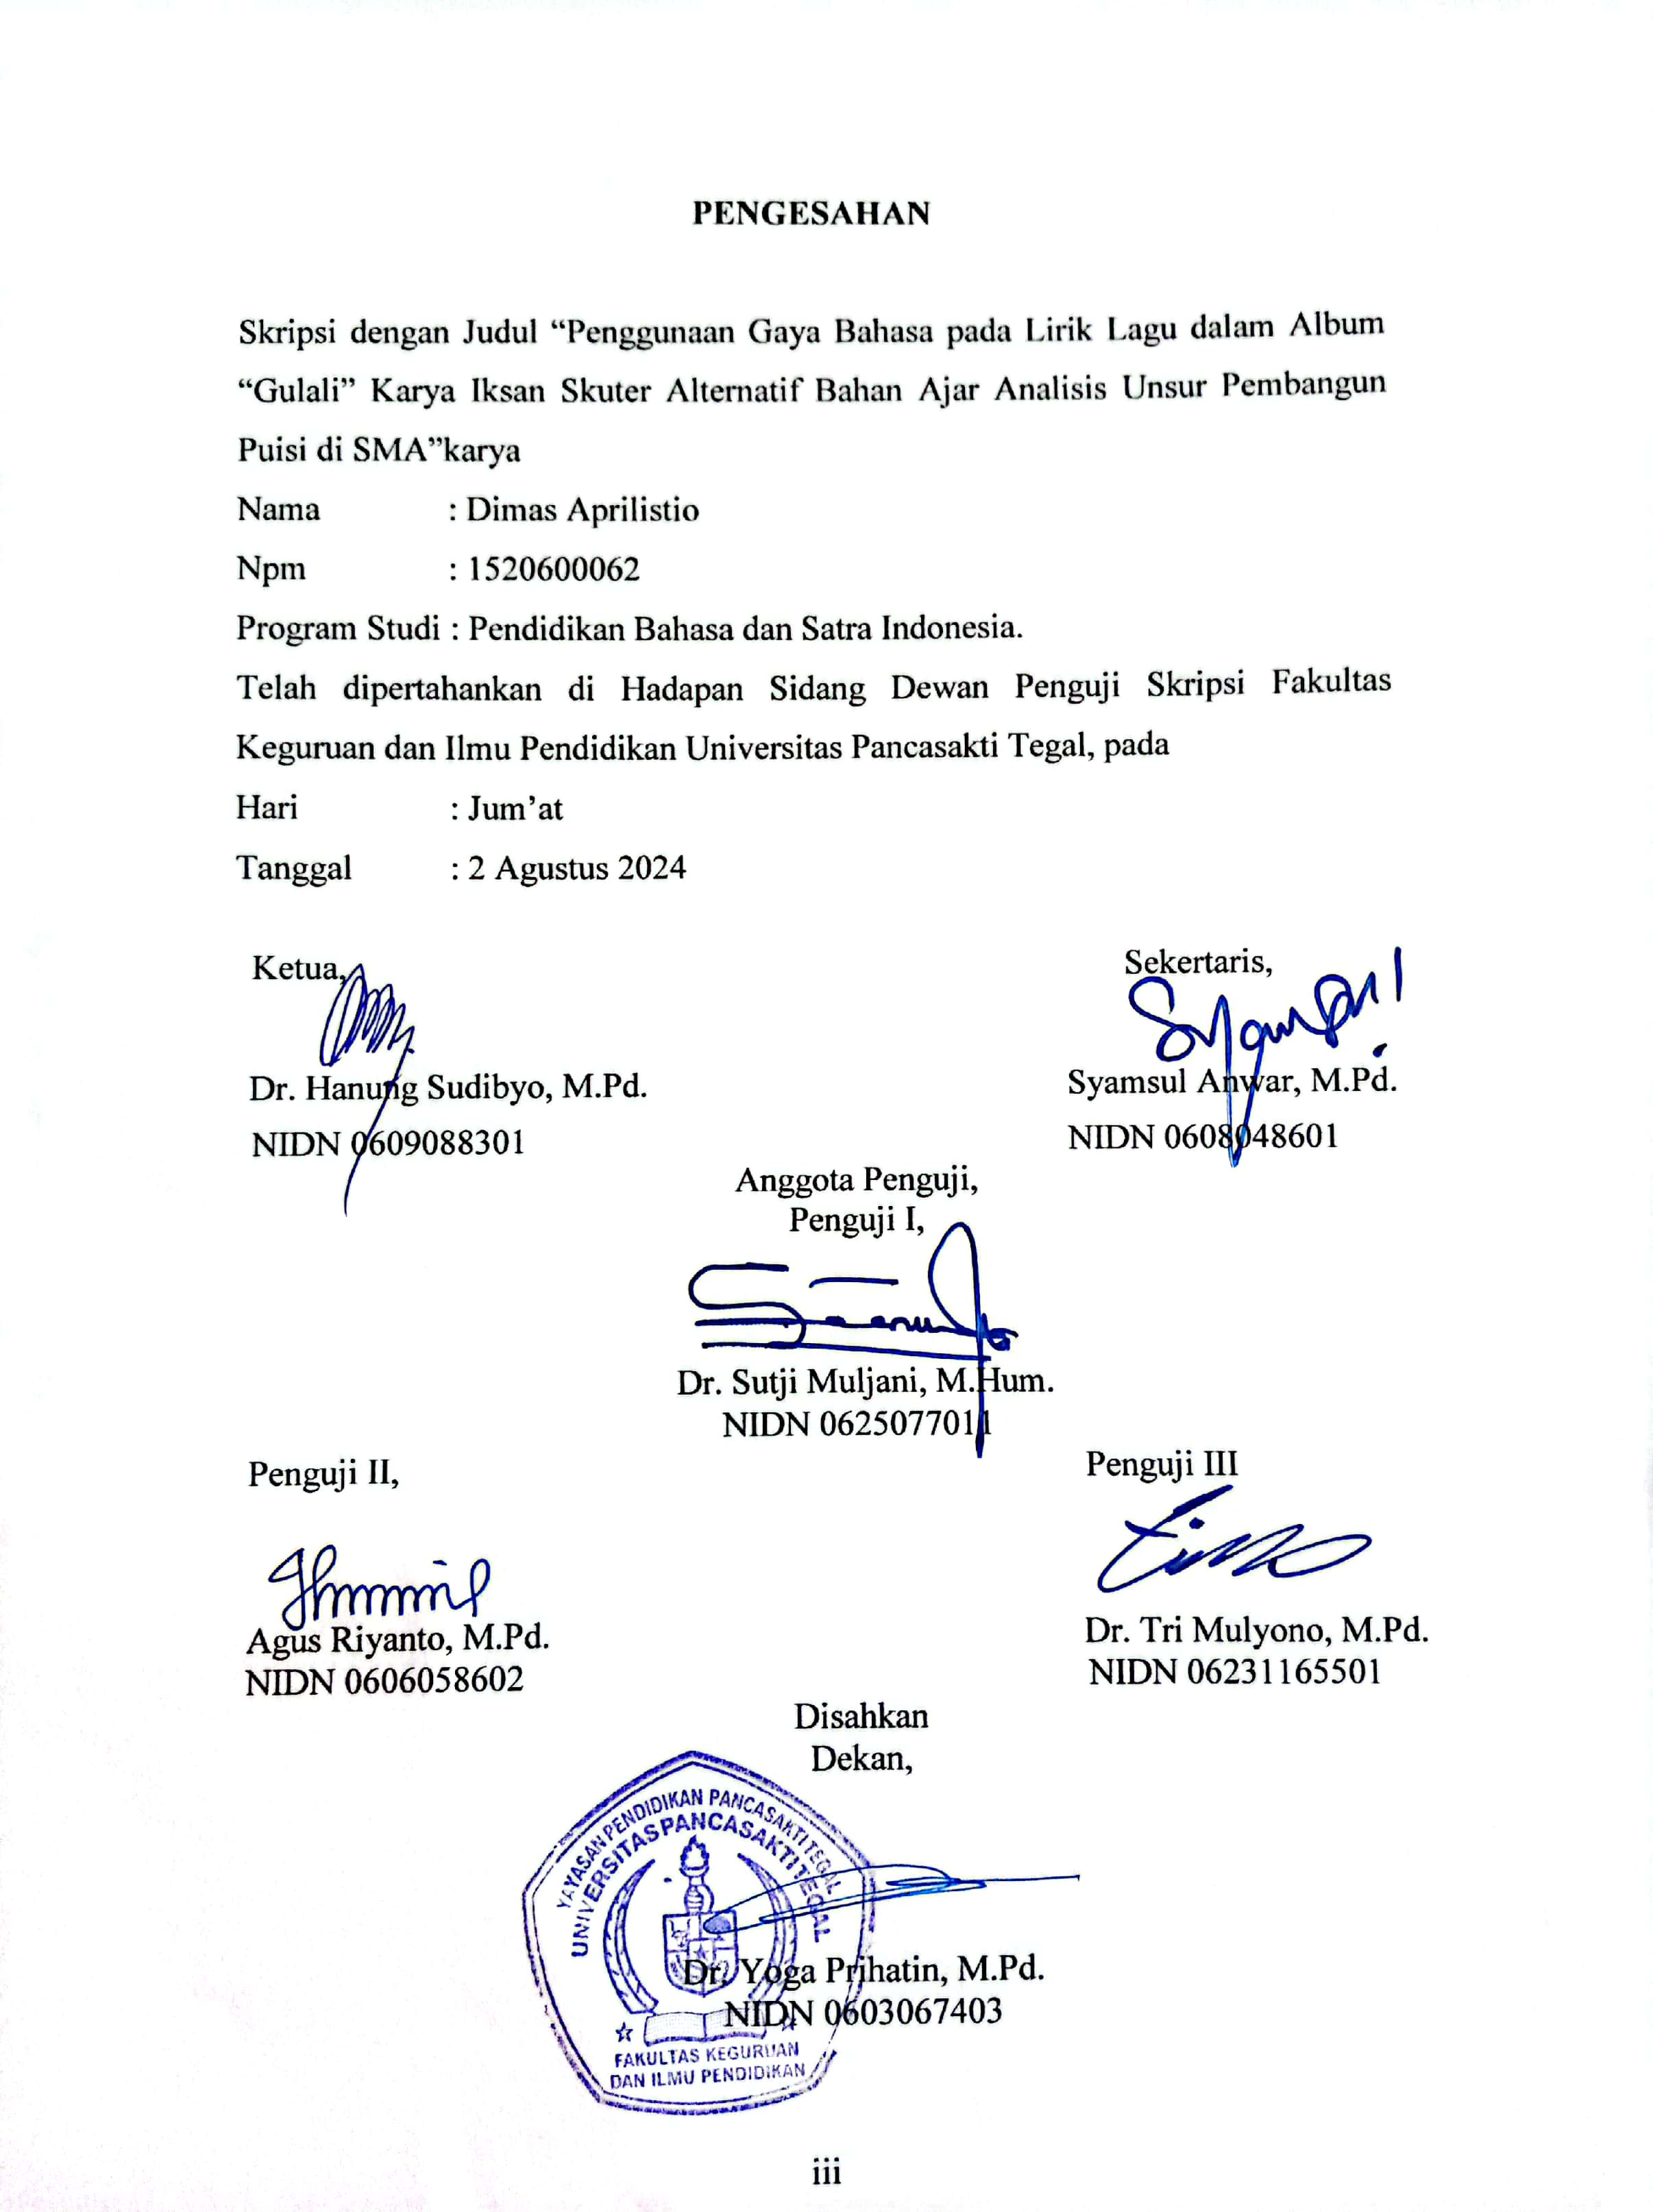 PENGESAHAN
Skripsi dengan Judul “Penggunaan Gaya Bahasa pada Lirik Lagu dalam Album
“Gulali” Karya Iksan Skuter Alternatif Bahan Ajar Analisis Unsur Pembangun
Puisi di SMA”karya
Nama : Dimas Aprilistio
Npm : 1520600062
Program Studi : Pendidikan Bahasa dan Satra Indonesia.
Telah dipertahankan di Hadapan Sidang Dewan Penguji Skripsi Fakultas
Keguruan dan Ilmu Pendidikan Universitas Pancasakti Tegal, pada
Hari : Jum’at
Tanggal : 2 Agustus 2024
Ketua,
Dr. Hanung Sudibyo, M.Pd.
NIDN 0609088301
Sekertaris,
Syamsul Anwar, M.Pd.
NIDN 0608048601
Anggota Penguji,
Penguji I,
Dr. Sutji Muljani, M.Hum.
NIDN 0625077011
Penguji II,
Agus Riyanto, M.Pd.
NIDN 0606058602
Penguji III
Dr. Tri Mulyono, M.Pd.
NIDN 06231165501
Disahkan
Dekan,
YAYASAN PENDIDIKAN PANCASAKTI TEGAL
UNIVERSITAS PANCASAKTI TEGAL
Dr. Yoga Prihatin, M.Pd.
NIDN 0603067403
FAKULTAS KEGURUAN
DAN ILMU PENDIDIKAN
iii